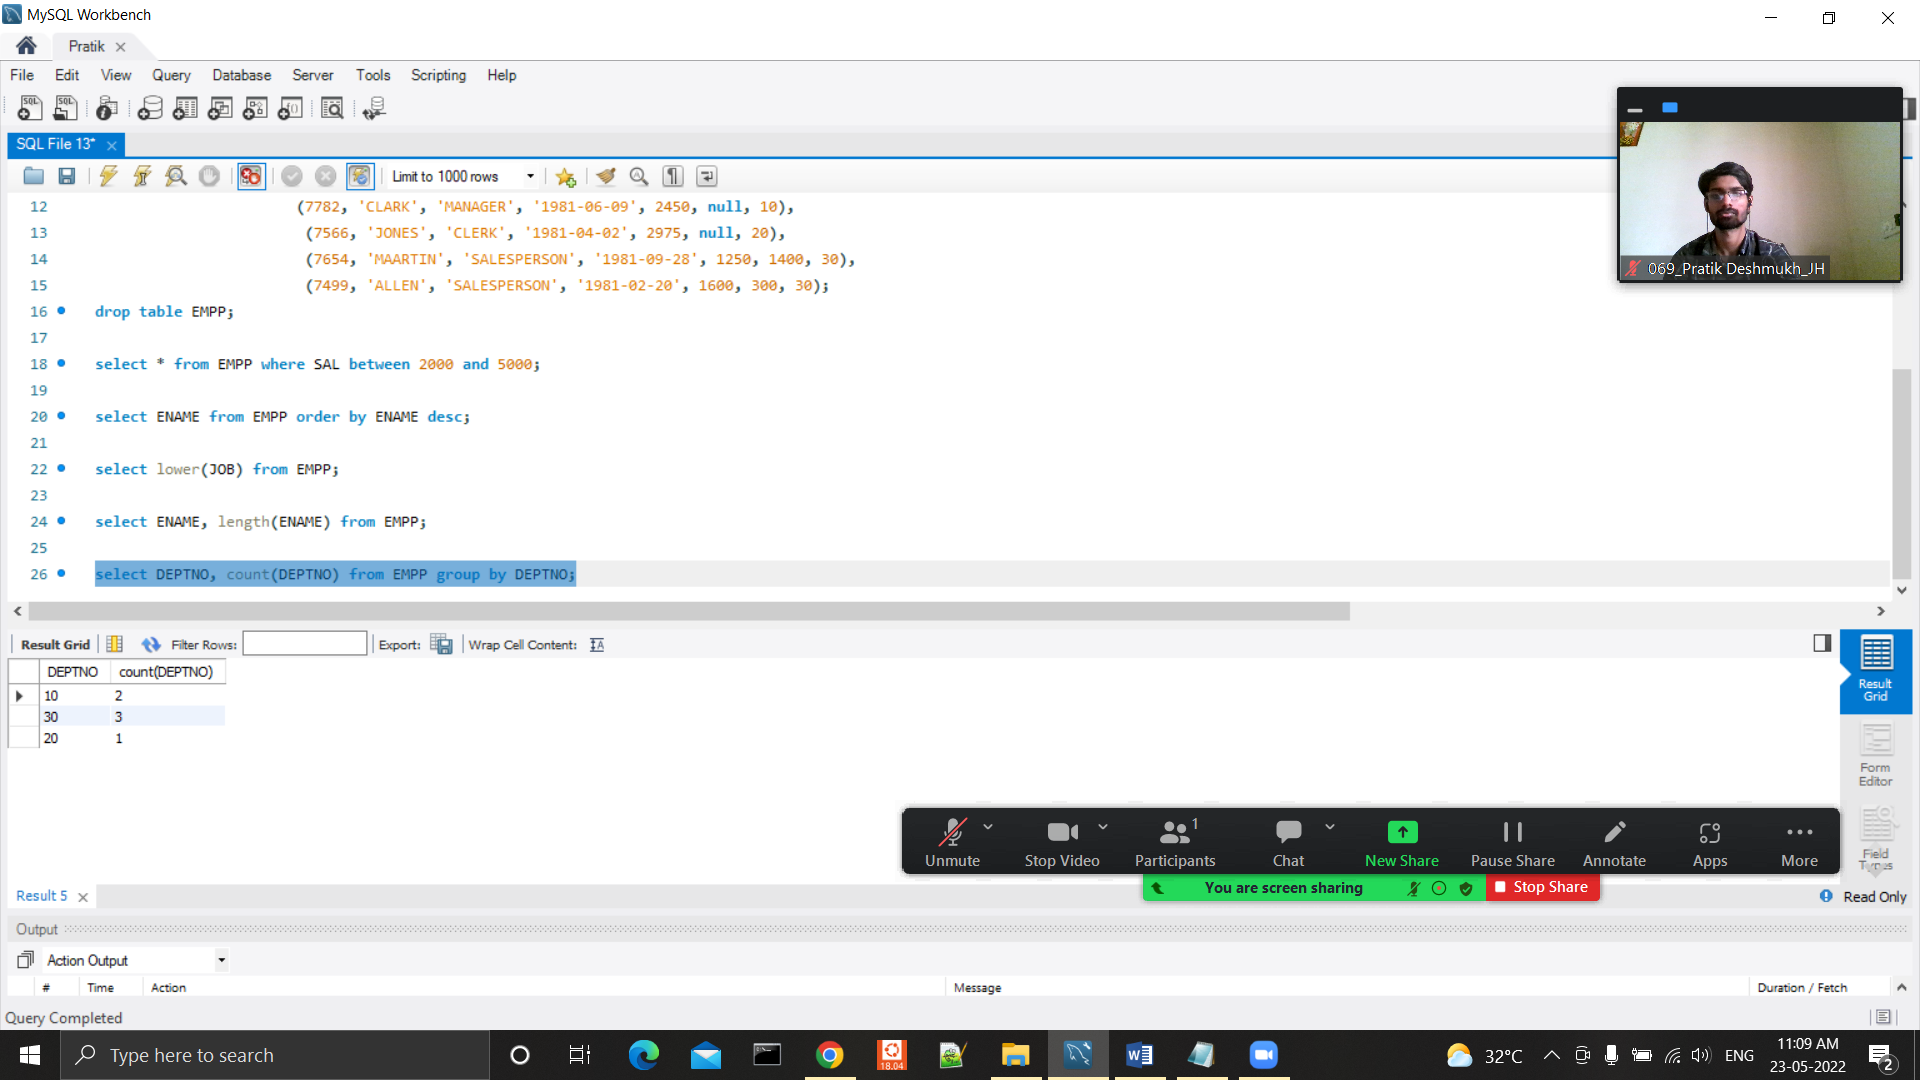 MySQL Workbench
Pratik
File Edit View Query Database Server Tools Scripting Help
SQL File 13*
Limit to 1000 rows
12 (7782, 'CLARK', 'MANAGER', '1981-06-09', 2450, null, 10),
13 (7566, 'JONES', 'CLERK', '1981-04-02', 2975, null, 20),
14 (7654, 'MAARTIN', 'SALESPERSON', '1981-09-28', 1250, 1400, 30),
15 (7499, 'ALLEN', 'SALESPERSON', '1981-02-20', 1600, 300, 30);
16 drop table EMPP;
17
18 select * from EMPP where SAL between 2000 and 5000;
19
20 select ENAME from EMPP order by ENAME desc;
21
22 select lower(JOB) from EMPP;
23
24 select ENAME, length(ENAME) from EMPP;
25
26 select DEPTNO, count(DEPTNO) from EMPP group by DEPTNO;
069_Pratik Deshmukh_JH
Result Grid Filter Rows: Export: Wrap Cell Content:
DEPTNO count(DEPTNO)
10 2
30 3
20 1
Result
Grid
Form
Editor
Field
Types
Unmute Stop Video Participants 1 Chat New Share Pause Share Annotate Apps More
You are screen sharing Stop Share
Result 5
Read Only
Output
Action Output
# Time Action Message Duration / Fetch
Query Completed
Type here to search
18.04
32°C ENG
11:09 AM
23-05-2022
2